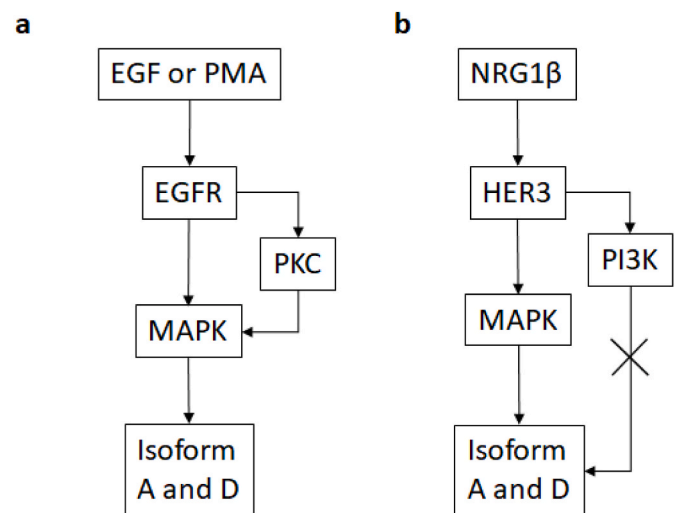 a
EGF or PMA
EGFR
PKC
MAPK
Isoform
A and D
b
NRG1β
HER3
PI3K
MAPK
Isoform
A and D